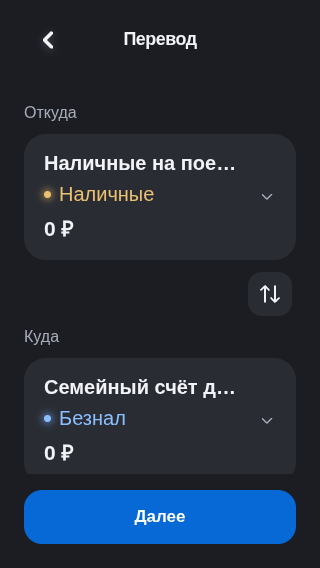 Перевод
Откуда
Наличные на пое...
Наличные
0 ₽
Куда
Семейный счёт д...
Безнал
0 ₽
Далее